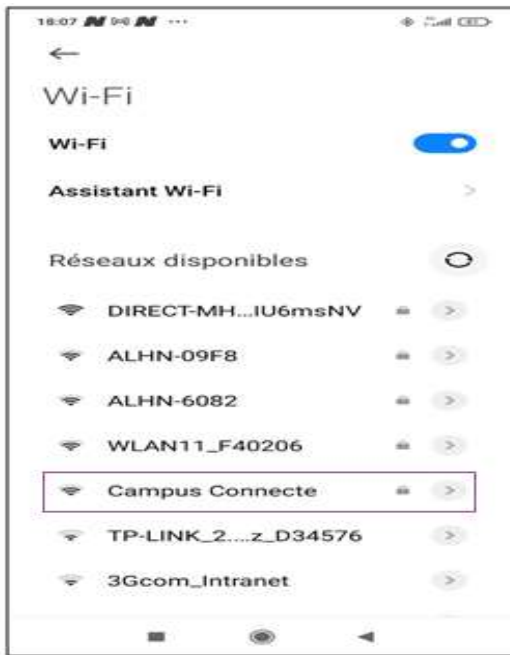 16:07
Wi-Fi
Wi-Fi
Assistant Wi-Fi
Réseaux disponibles
DIRECT-MH...IU6msNV
ALHN-09F8
ALHN-6082
WLAN11_F40206
Campus Connecte
TP-LINK_2....z_D34576
3Gcom_Intranet